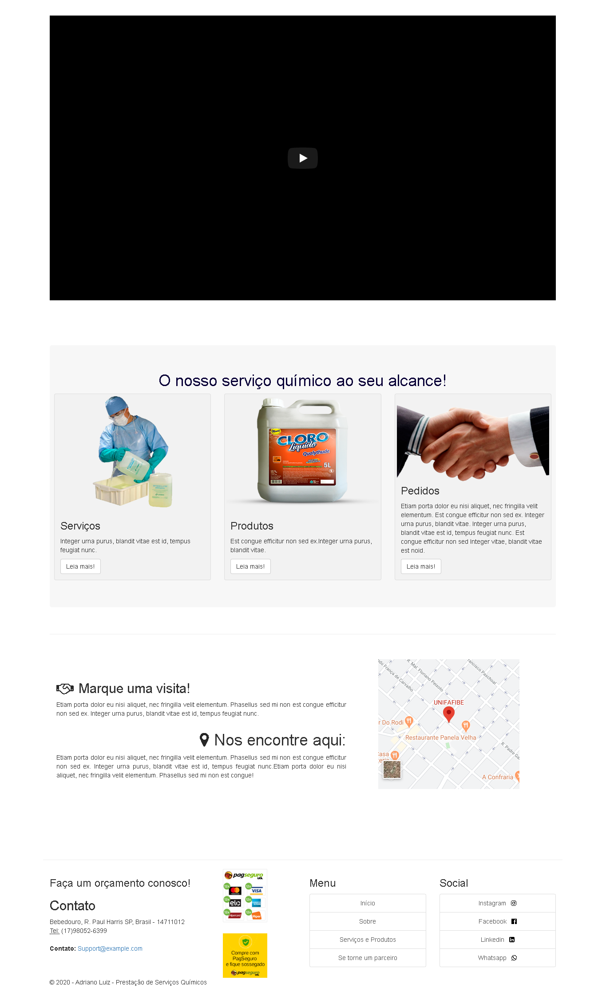 O nosso serviço químico ao seu alcance!
Novo
CLORO
Líquido
Qualythude
5L
Serviços
Integer urna purus, blandit vitae est id, tempus
feugiat nunc.
Leia mais!
Produtos
Est congue efficitur non sed ex.Integer urna purus,
blandit vitae.
Leia mais!
Pedidos
Etiam porta dolor eu nisi aliquet, nec fringilla velit
elementum. Est congue efficitur non sed ex. Integer
urna purus, blandit vitae. Integer urna purus,
blandit vitae est id, tempus feugiat nunc. Est
congue efficitur non sed Integer vitae, blandit vitae
est noid.
Leia mais!
Marque uma visita!
Etiam porta dolor eu nisi aliquet, nec fringilla velit elementum. Phasellus sed mi non est congue efficitur
non sed ex. Integer urna purus, blandit vitae est id, tempus feugiat nunc.
Nos encontre aqui:
Etiam porta dolor eu nisi aliquet, nec fringilla velit elementum. Phasellus sed mi non est congue efficitur
non sed ex. Integer urna purus, blandit vitae est id, tempus feugiat nunc.Etiam porta dolor eu nisi
aliquet, nec fringilla velit elementum. Phasellus sed mi non est congue!
ndo França de Carvalho
R. Mal. Floriano Peixoto
rancisco Paschoal
UNIFAFIBE
r Do Rodi
Restaurante Panela Velha
R. Padre Ga
Casa
teria
A Confraria
Faça um orçamento conosco!
Contato
Bebedouro, R. Paul Harris SP, Brasil - 14711012
Tel: (17)98052-6399
Contato: Support@example.com
© 2020 - Adriano Luiz - Prestação de Serviços Químicos
pagseguro
UOL
12x 12x
VISA
12x 12x
elo
12x 12x
Hipercard Hiper
Compre com
PagSeguro
e fique sossegado
pagseguro
UOL
Menu
Início
Sobre
Serviços e Produtos
Se torne um parceiro
Social
Instagram
Facebook
Linkedin
Whatsapp